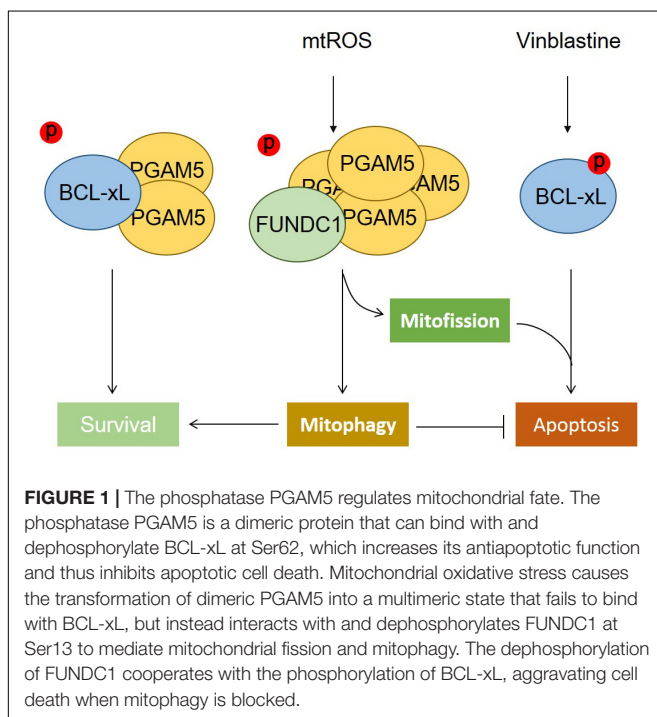 mtROS
Vinblastine
p
BCL-xL
PGAM5
PGAM5
p
PGAM5
PGAM5
PGAM5
PGAM5
FUNDC1
p
BCL-xL
Mitofission
Survival
Mitophagy
Apoptosis
FIGURE 1 | The phosphatase PGAM5 regulates mitochondrial fate. The
phosphatase PGAM5 is a dimeric protein that can bind with and
dephosphorylate BCL-xL at Ser62, which increases its antiapoptotic function
and thus inhibits apoptotic cell death. Mitochondrial oxidative stress causes
the transformation of dimeric PGAM5 into a multimeric state that fails to bind
with BCL-xL, but instead interacts with and dephosphorylates FUNDC1 at
Ser13 to mediate mitochondrial fission and mitophagy. The dephosphorylation
of FUNDC1 cooperates with the phosphorylation of BCL-xL, aggravating cell
death when mitophagy is blocked.